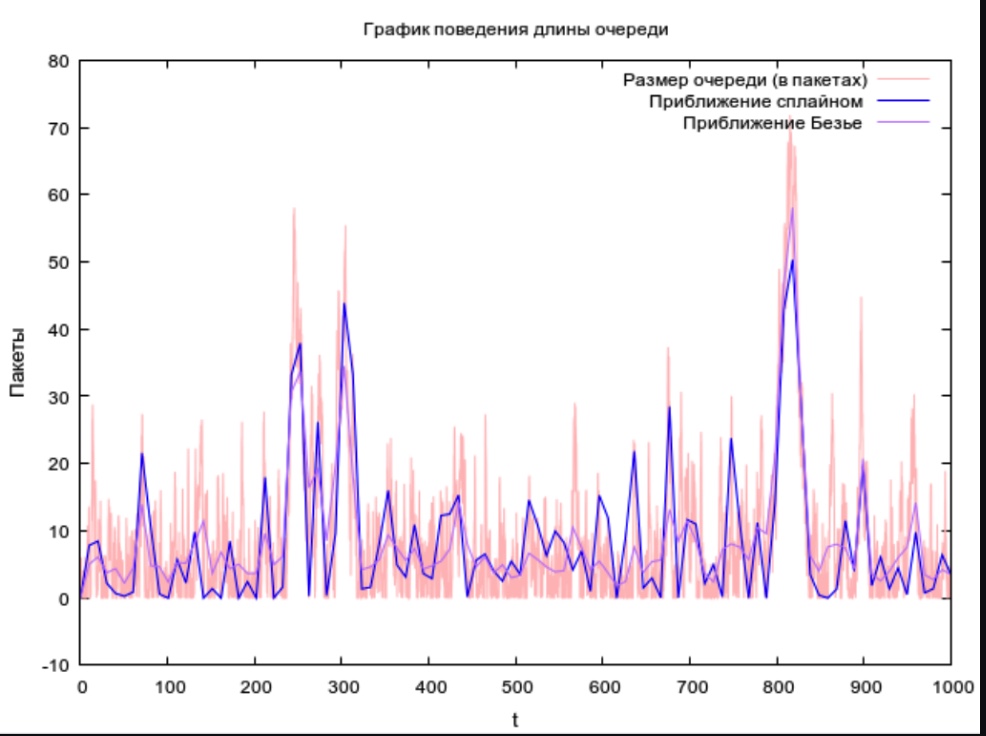 График поведения длины очереди
80
70
60
50
40
30
20
10
0
-10
Пакеты
Размер очереди (в пакетах)
Приближение сплайном
Приближение Безье
0 100 200 300 400 500 600 700 800 900 1000
t